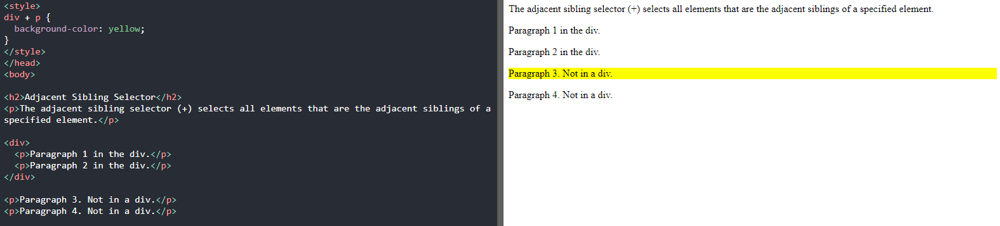 <style>
div + p {
  background-color: yellow;
}
</style>
</head>
<body>

<h2>Adjacent Sibling Selector</h2>
<p>The adjacent sibling selector (+) selects all elements that are the adjacent siblings of a
specified element.</p>

<div>
  <p>Paragraph 1 in the div.</p>
  <p>Paragraph 2 in the div.</p>
</div>

<p>Paragraph 3. Not in a div.</p>
<p>Paragraph 4. Not in a div.</p>

The adjacent sibling selector (+) selects all elements that are the adjacent siblings of a specified element.
Paragraph 1 in the div.
Paragraph 2 in the div.
Paragraph 3. Not in a div.
Paragraph 4. Not in a div.